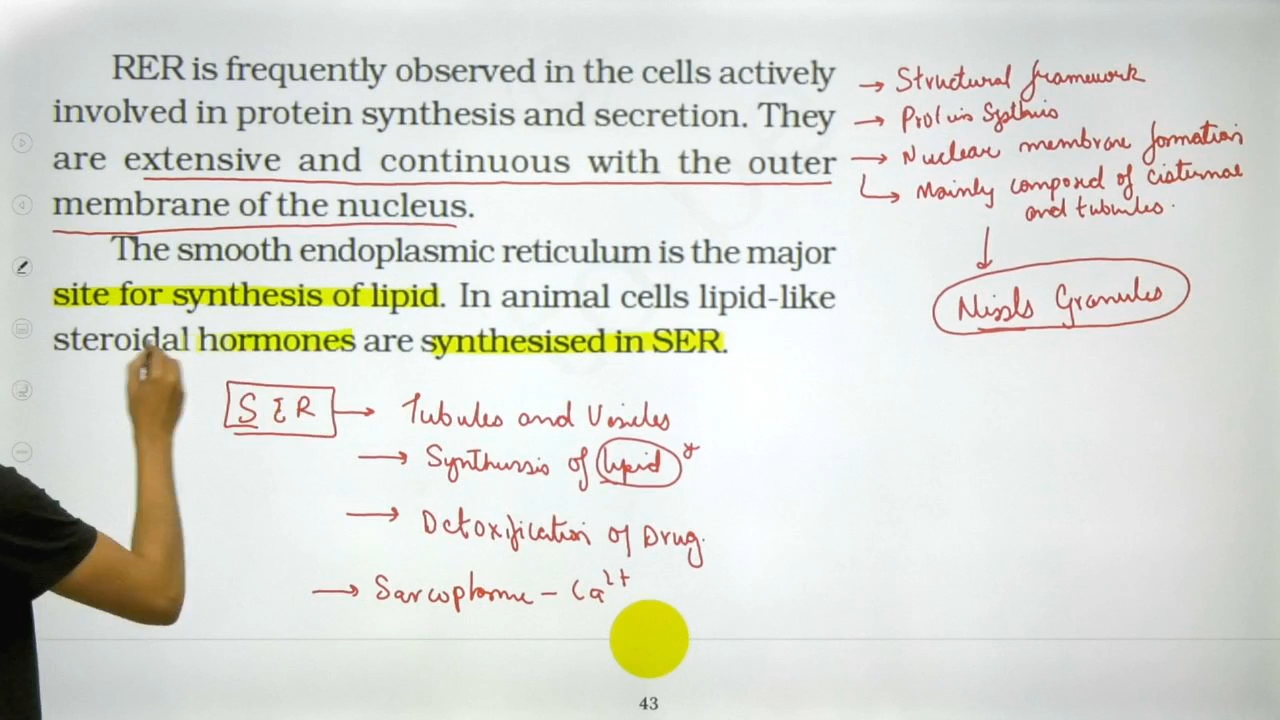 RER is frequently observed in the cells actively
involved in protein synthesis and secretion. They
are extensive and continuous with the outer
membrane of the nucleus.
The smooth endoplasmic reticulum is the major
site for synthesis of lipid. In animal cells lipid-like
steroidal hormones are synthesised in SER.
→ Structural framework
→ Protein Systhis
→ Nuclear membrane formation
→ Mainly composed of cisternae
and tubules.
Nissls Granules
SER → Tubules and Vesicles
→ Synthesis of lipid *
→ Detoxification of Drug.
→ Sarcoplasme - Ca²⁺
43